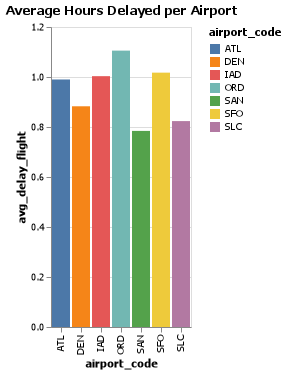 Average Hours Delayed per Airport
airport_code
ATL
DEN
IAD
ORD
SAN
SFO
SLC
avg_delay_flight
1.2
1.0
0.8
0.6
0.4
0.2
0.0
ATL
DEN
IAD
ORD
SAN
SFO
SLC
airport_code